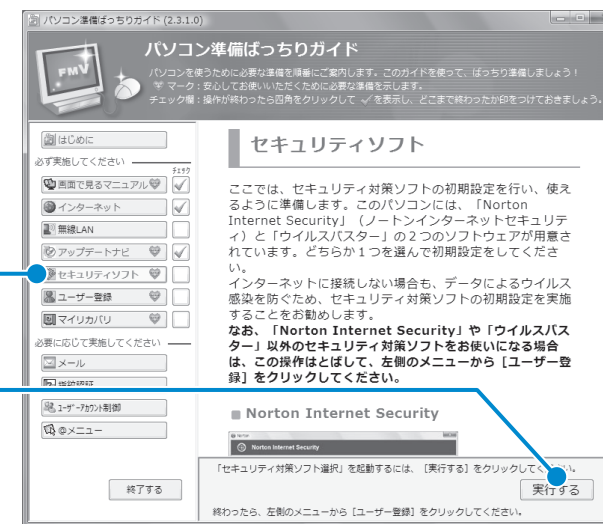 パソコン準備ばっちりガイド (2.3.1.0)
FMV
パソコン準備ばっちりガイド
パソコンを使うために必要な準備を順番にご案内します。このガイドを使って、ばっちり準備しましょう！
マーク：安心してお使いいただくために必要な準備を示します。
チェック欄：操作が終わったら四角をクリックして ✓を表示し、どこまで終わったか印をつけておきましょう。
はじめに
必ず実施してください
チェック
画面で見るマニュアル
インターネット
無線LAN
アップデートナビ
セキュリティソフト
ユーザー登録
マイリカバリ
必要に応じて実施してください
メール
指紋認証
ユーザーアカウント制御
@メニュー
終了する
セキュリティソフト
ここでは、セキュリティ対策ソフトの初期設定を行い、使え
るように準備します。このパソコンには、「Norton
Internet Security」（ノートンインターネットセキュリテ
ィ）と「ウイルスバスター」の２つのソフトウェアが用意さ
れています。どちらか１つを選んで初期設定をしてくださ
い。
インターネットに接続しない場合も、データによるウイルス
感染を防ぐため、セキュリティ対策ソフトの初期設定を実施
することをお勧めします。
なお、「Norton Internet Security」や「ウイルスバス
ター」以外のセキュリティ対策ソフトをお使いになる場合
は、この操作はとばして、左側のメニューから［ユーザー登
録］をクリックしてください。
■ Norton Internet Security
Norton Internet Security
「セキュリティ対策ソフト選択」を起動するには、［実行する］をクリックしてください。
実行する
終わったら、左側のメニューから［ユーザー登録］をクリックしてください。